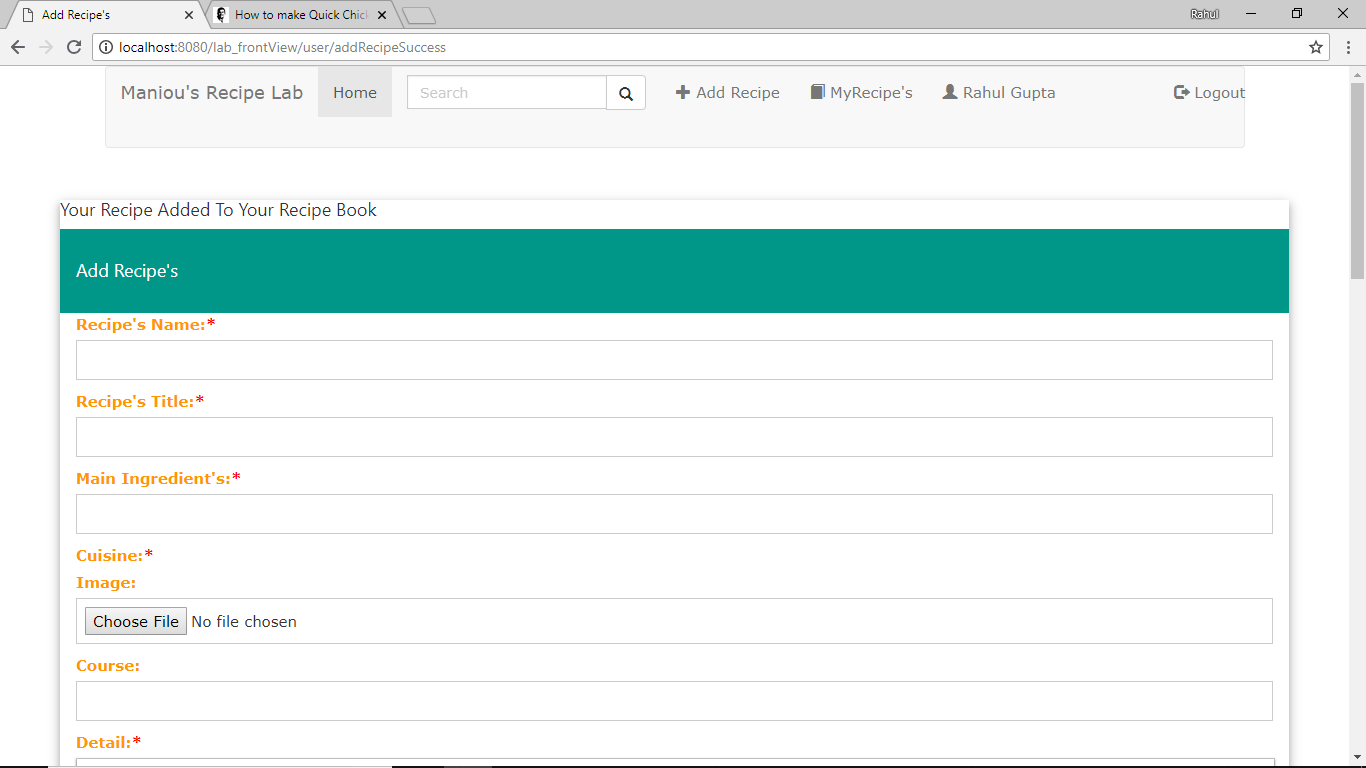 Add Recipe's
How to make Quick Chic
Rahul
localhost:8080/lab_frontView/user/addRecipeSuccess
Maniou's Recipe Lab Home Search Add Recipe MyRecipe's Rahul Gupta Logout
Your Recipe Added To Your Recipe Book
Add Recipe's
Recipe's Name:*
Recipe's Title:*
Main Ingredient's:*
Cuisine:*
Image:
Choose File No file chosen
Course:
Detail:*